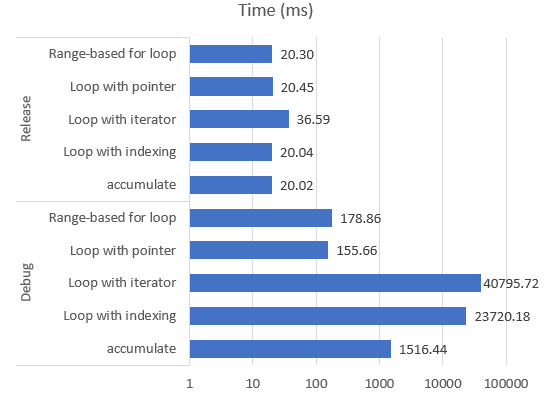 Time (ms)
Release
Range-based for loop 20.30
Loop with pointer 20.45
Loop with iterator 36.59
Loop with indexing 20.04
accumulate 20.02
Debug
Range-based for loop 178.86
Loop with pointer 155.66
Loop with iterator 40795.72
Loop with indexing 23720.18
accumulate 1516.44
1 10 100 1000 10000 100000